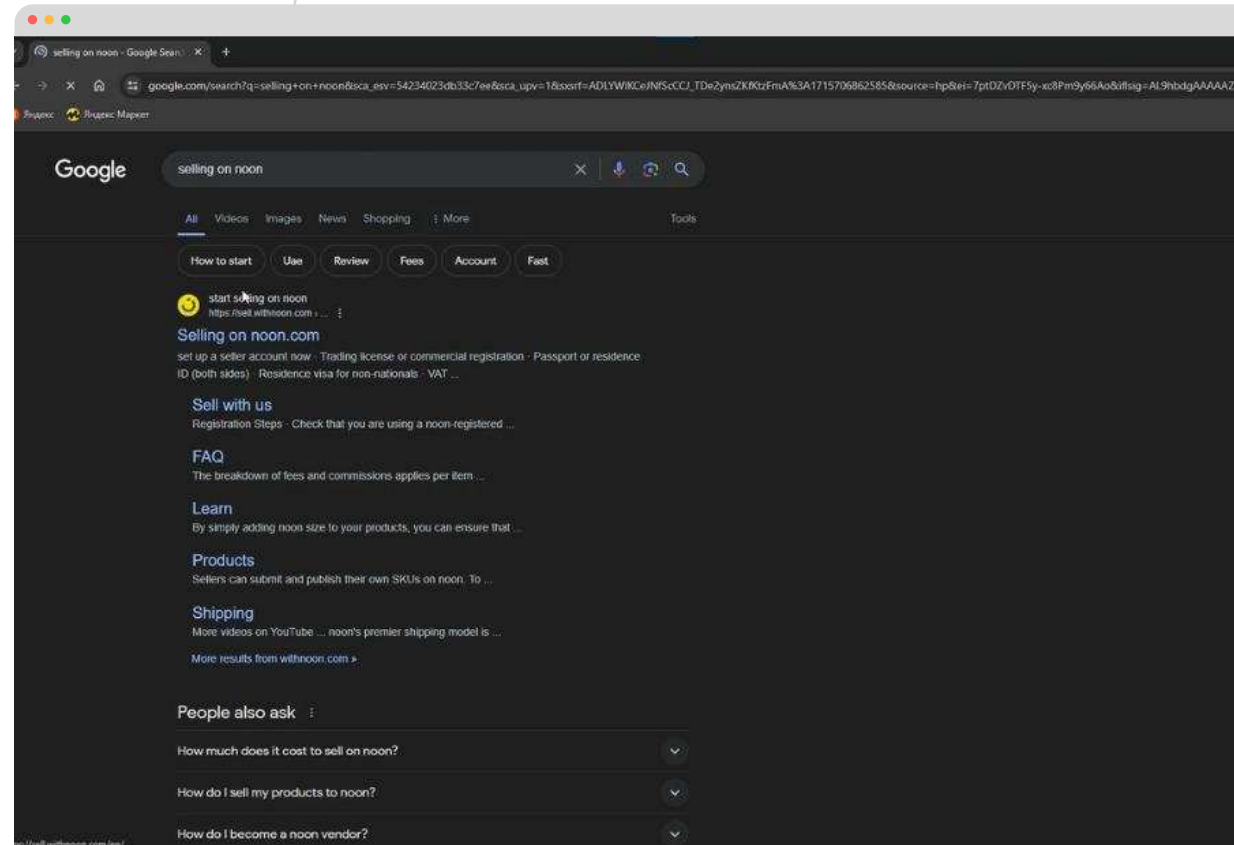 selling on noon - Google Sear
google.com/search?q=selling+on+noon&sca_esv=54234023db33c7ee&sca_upv=1&sxsrf=ADLYWIKCeJNfScCCJ_TDe2ynsZKfKtzFmA%3A1715706862585&source=hp&ei=7ptDZvDTF5y-xc8Pm9y66Ao&iflsig=AL9hbdgAAAAAZ
Яндекс Яндекс Маркет
Google selling on noon
All Videos Images News Shopping More Tools
How to start Uae Review Fees Account Fast
start selling on noon
https://sell.withnoon.com › ...
Selling on noon.com
set up a seller account now · Trading license or commercial registration · Passport or residence
ID (both sides) · Residence visa for non-nationals · VAT ...
Sell with us
Registration Steps · Check that you are using a noon-registered ...
FAQ
The breakdown of fees and commissions applies per item ...
Learn
By simply adding noon size to your products, you can ensure that ...
Products
Sellers can submit and publish their own SKUs on noon. To ...
Shipping
More videos on YouTube ... noon's premier shipping model is ...
More results from withnoon.com »
People also ask
How much does it cost to sell on noon?
How do I sell my products to noon?
How do I become a noon vendor?